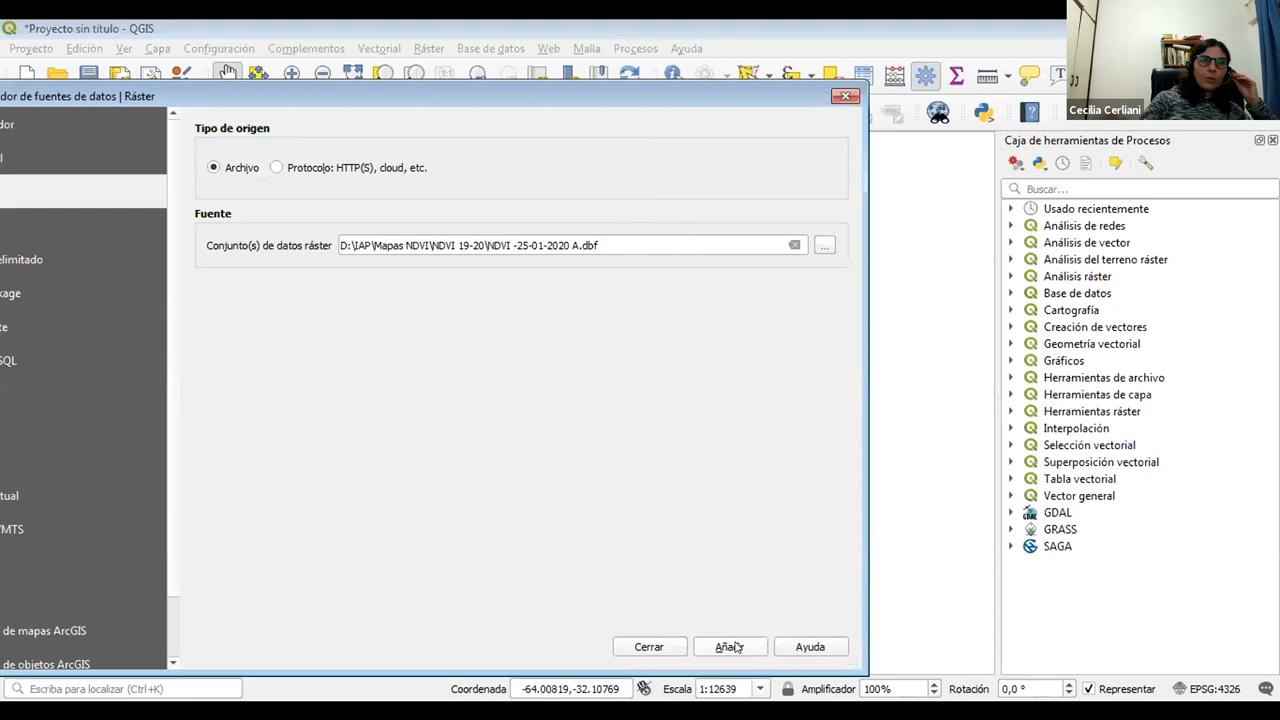 *Proyecto sin título - QGIS
Proyecto Edición Ver Capa Configuración Complementos Vectorial Ráster Base de datos Web Malla Procesos Ayuda
Cecilia Cerliani
dor de fuentes de datos | Ráster
dor
l
elimitado
kage
te
SQL
tual
/MTS
de mapas ArcGIS
de objetos ArcGIS
Tipo de origen
Archivo Protocolo: HTTP(S), cloud, etc.
Fuente
Conjunto(s) de datos ráster D:\IAP\Mapas NDVI\NDVI 19-20\NDVI -25-01-2020 A.dbf ...
Cerrar Añadir Ayuda
Caja de herramientas de Procesos
Buscar...
Usado recientemente
Análisis de redes
Análisis de vector
Análisis del terreno ráster
Análisis ráster
Base de datos
Cartografía
Creación de vectores
Geometría vectorial
Gráficos
Herramientas de archivo
Herramientas de capa
Herramientas ráster
Interpolación
Selección vectorial
Superposición vectorial
Tabla vectorial
Vector general
GDAL
GRASS
SAGA
Escriba para localizar (Ctrl+K) Coordenada -64.00819,-32.10769 Escala 1:12639 Amplificador 100% Rotación 0,0 ° Representar EPSG:4326